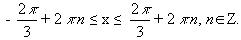 - 2π/3 + 2 πn ≤ x ≤ 2π/3 + 2 πn, n∈Z.